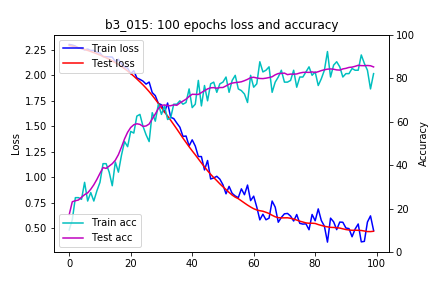 b3_015: 100 epochs loss and accuracy
Train loss
Test loss
Train acc
Test acc
Loss
2.25
2.00
1.75
1.50
1.25
1.00
0.75
0.50
Accuracy
100
80
60
40
20
0
0 20 40 60 80 100